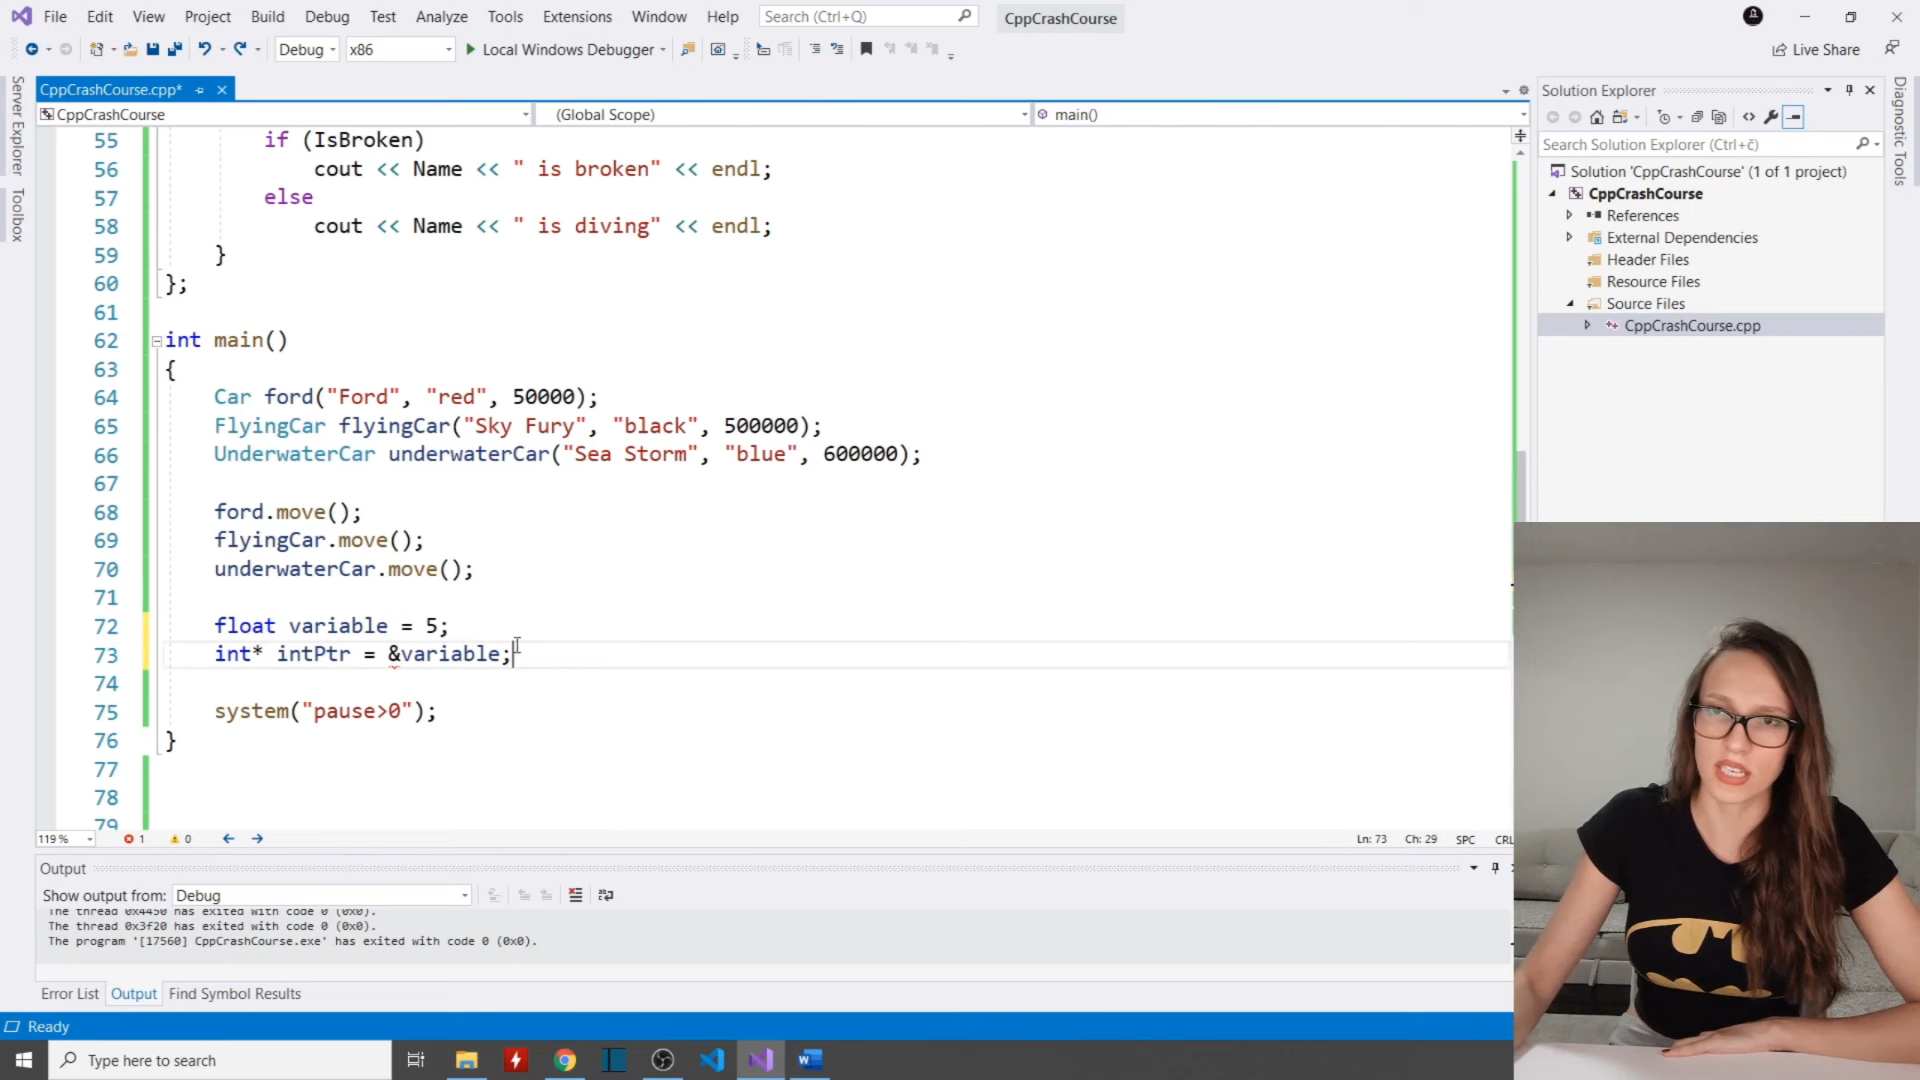 File Edit View Project Build Debug Test Analyze Tools Extensions Window Help Search (Ctrl+Q) CppCrashCourse
Debug x86 Local Windows Debugger Live Share
Server Explorer
Toolbox
CppCrashCourse.cpp*
CppCrashCourse (Global Scope) main()
55 if (IsBroken)
56 cout << Name << " is broken" << endl;
57 else
58 cout << Name << " is diving" << endl;
59 }
60 };
61
62 int main()
63 {
64 Car ford("Ford", "red", 50000);
65 FlyingCar flyingCar("Sky Fury", "black", 500000);
66 UnderwaterCar underwaterCar("Sea Storm", "blue", 600000);
67
68 ford.move();
69 flyingCar.move();
70 underwaterCar.move();
71
72 float variable = 5;
73 int* intPtr = &variable;
74
75 system("pause>0");
76 }
77
78
79
119 % 1 0 Ln: 73 Ch: 29 SPC CRL
Output
Show output from: Debug
The thread 0x4450 has exited with code 0 (0x0).
The thread 0x3f20 has exited with code 0 (0x0).
The program '[17560] CppCrashCourse.exe' has exited with code 0 (0x0).
Error List Output Find Symbol Results
Ready
Type here to search
Solution Explorer
Search Solution Explorer (Ctrl+č)
Solution 'CppCrashCourse' (1 of 1 project)
CppCrashCourse
References
External Dependencies
Header Files
Resource Files
Source Files
CppCrashCourse.cpp
Diagnostic Tools